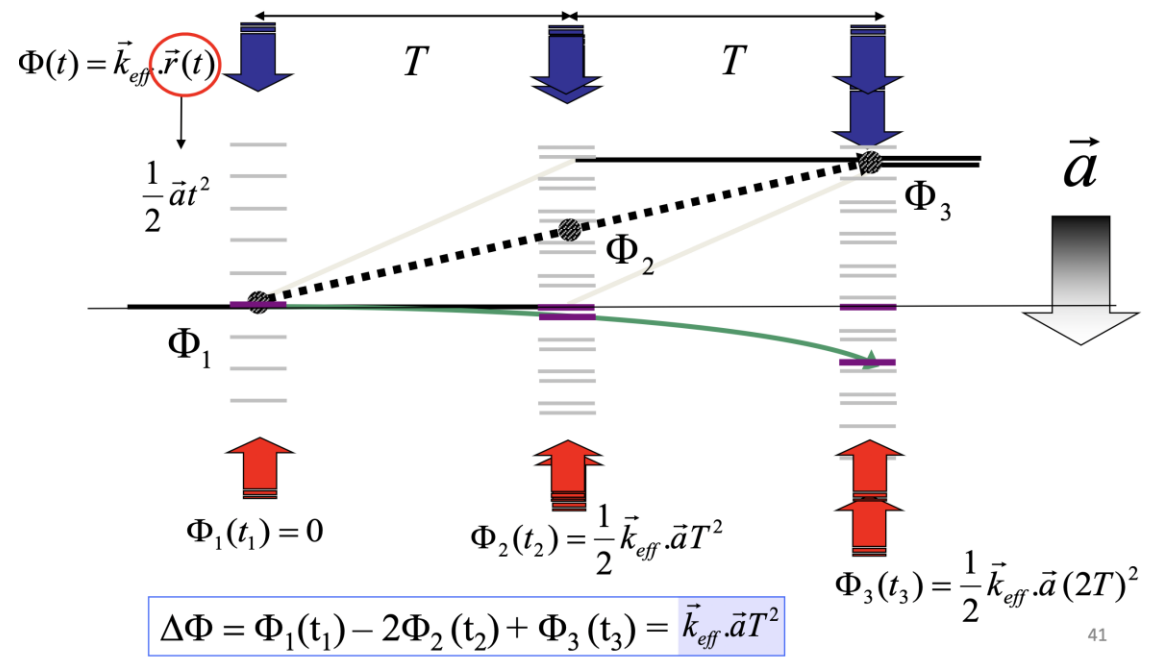 Φ(t) = k⃗_eff . r⃗(t)
T
T
1/2 a⃗t²
a⃗
Φ₃
Φ₂
Φ₁
Φ₁(t₁) = 0
Φ₂(t₂) = 1/2 k⃗_eff . a⃗T²
Φ₃(t₃) = 1/2 k⃗_eff . a⃗(2T)²
ΔΦ = Φ₁(t₁) – 2Φ₂(t₂) + Φ₃(t₃) = k⃗_eff . a⃗T²
41